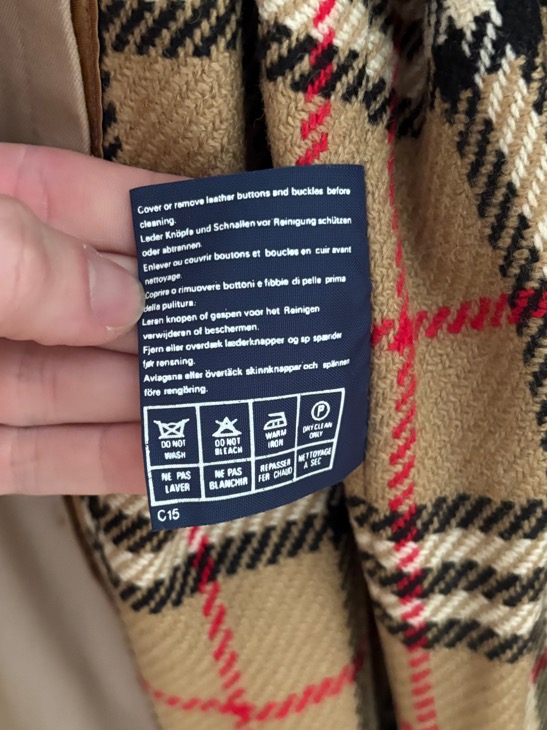 Cover or remove leather buttons and buckles before
cleaning.
Leder Knöpfe und Schnallen vor Reinigung schützen
oder abtrennen.
Enlever ou couvrir boutons et boucles en cuir avant
nettoyage.
Coprire o rimuovere bottoni e fibbie di pelle prima
della pulitura.
Leren knopen of gespen voor het Reinigen
verwijderen of beschermen.
Fjern eller overdæk læderknapper og sp spænder
før rensning.
Avlagena eller övertäck skinnknappar och spänner
före rengöring.
DO NOT WASH
DO NOT BLEACH
WARM IRON
P DRY CLEAN ONLY
NE PAS LAVER
NE PAS BLANCHIR
REPASSER FER CHAUD
NETTOYAGE A SEC
C15